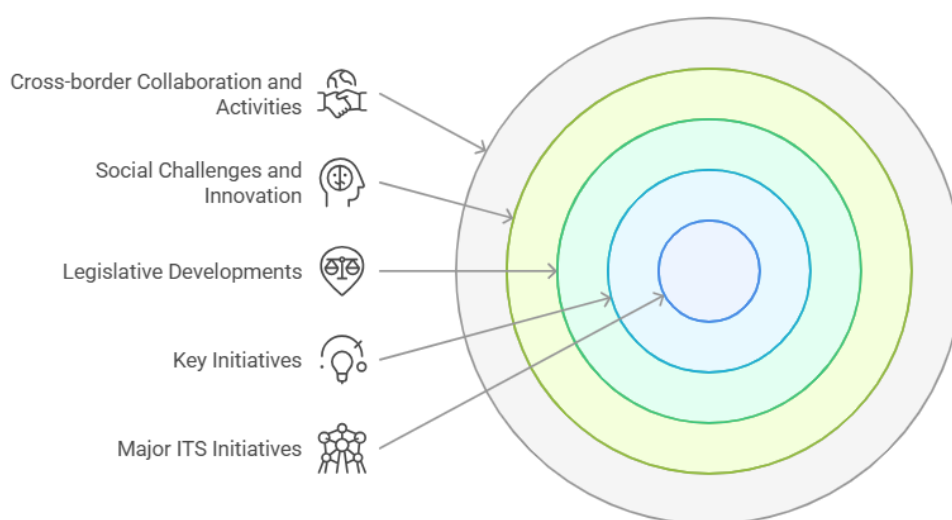 Cross-border Collaboration and
Activities
Social Challenges and
Innovation
Legislative Developments
Key Initiatives
Major ITS Initiatives